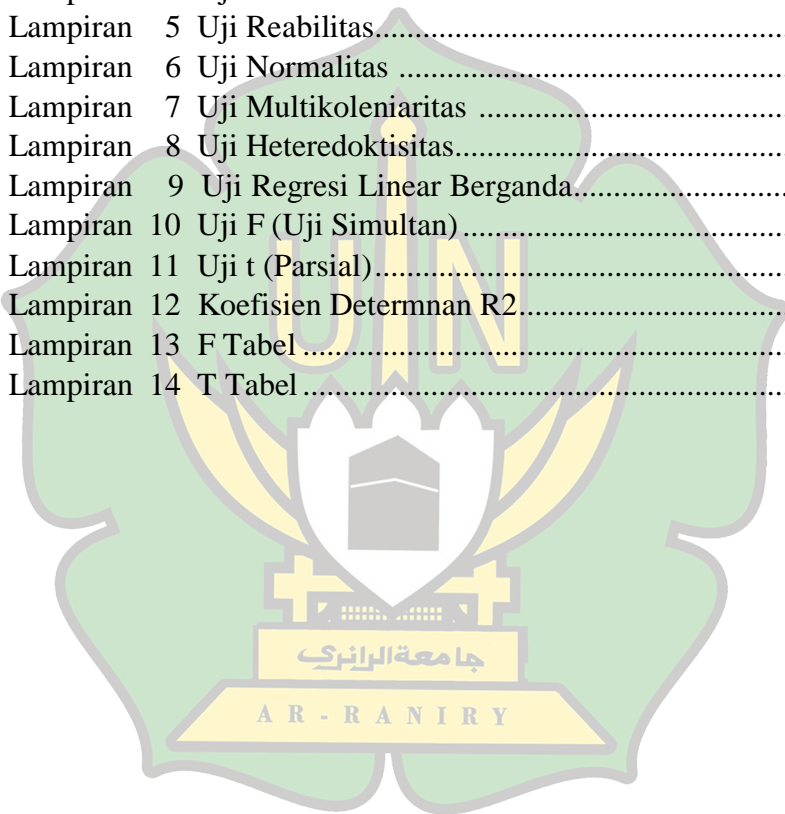 Lampiran 5 Uji Reabilitas..........................................................
Lampiran 6 Uji Normalitas ......................................................
Lampiran 7 Uji Multikoleniaritas ...........................................
Lampiran 8 Uji Heteredoktisitas..............................................
Lampiran 9 Uji Regresi Linear Berganda.............................
Lampiran 10 Uji F (Uji Simultan) .............................................
Lampiran 11 Uji t (Parsial)..........................................................
Lampiran 12 Koefisien Determnan R2.....................................
Lampiran 13 F Tabel ....................................................................
Lampiran 14 T Tabel ....................................................................
UIN
جامعةالرانري
AR-RANIRY